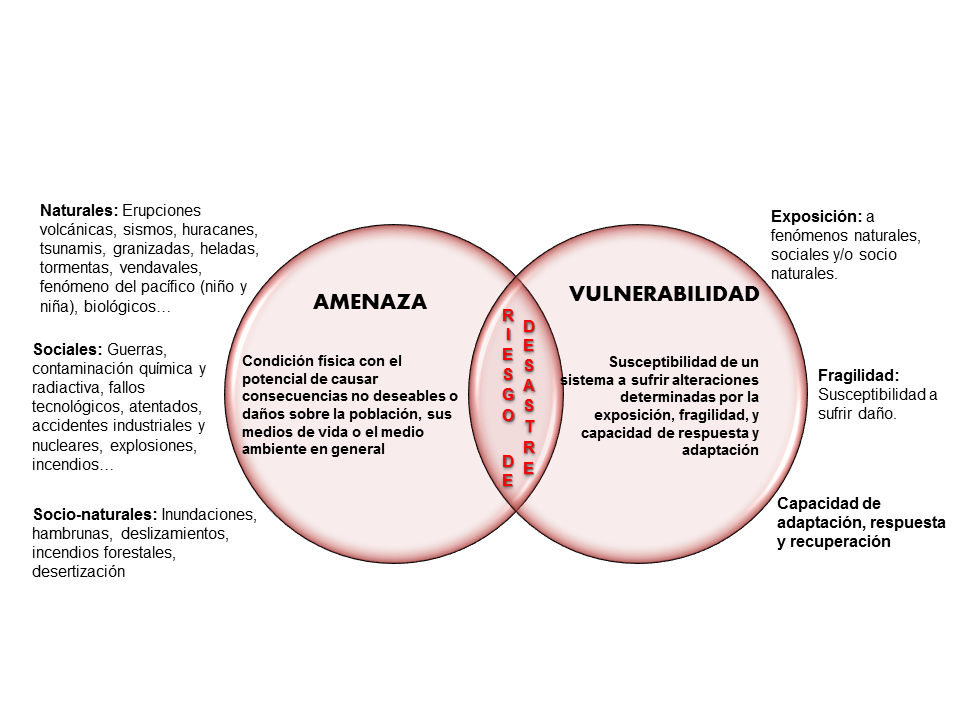 Naturales: Erupciones
volcánicas, sismos, huracanes,
tsunamis, granizadas, heladas,
tormentas, vendavales,
fenómeno del pacífico (niño y
niña), biológicos…
Sociales: Guerras,
contaminación química y
radiactiva, fallos
tecnológicos, atentados,
accidentes industriales y
nucleares, explosiones,
incendios…
Socio-naturales: Inundaciones,
hambrunas, deslizamientos,
incendios forestales,
desertización
AMENAZA
Condición física con el
potencial de causar
consecuencias no deseables o
daños sobre la población, sus
medios de vida o el medio
ambiente en general
RIESGO DE
DESASTRE
VULNERABILIDAD
Susceptibilidad de un
sistema a sufrir alteraciones
determinadas por la
exposición, fragilidad, y
capacidad de respuesta y
adaptación
Exposición: a
fenómenos naturales,
sociales y/o socio
naturales.
Fragilidad:
Susceptibilidad a
sufrir daño.
Capacidad de
adaptación, respuesta
y recuperación